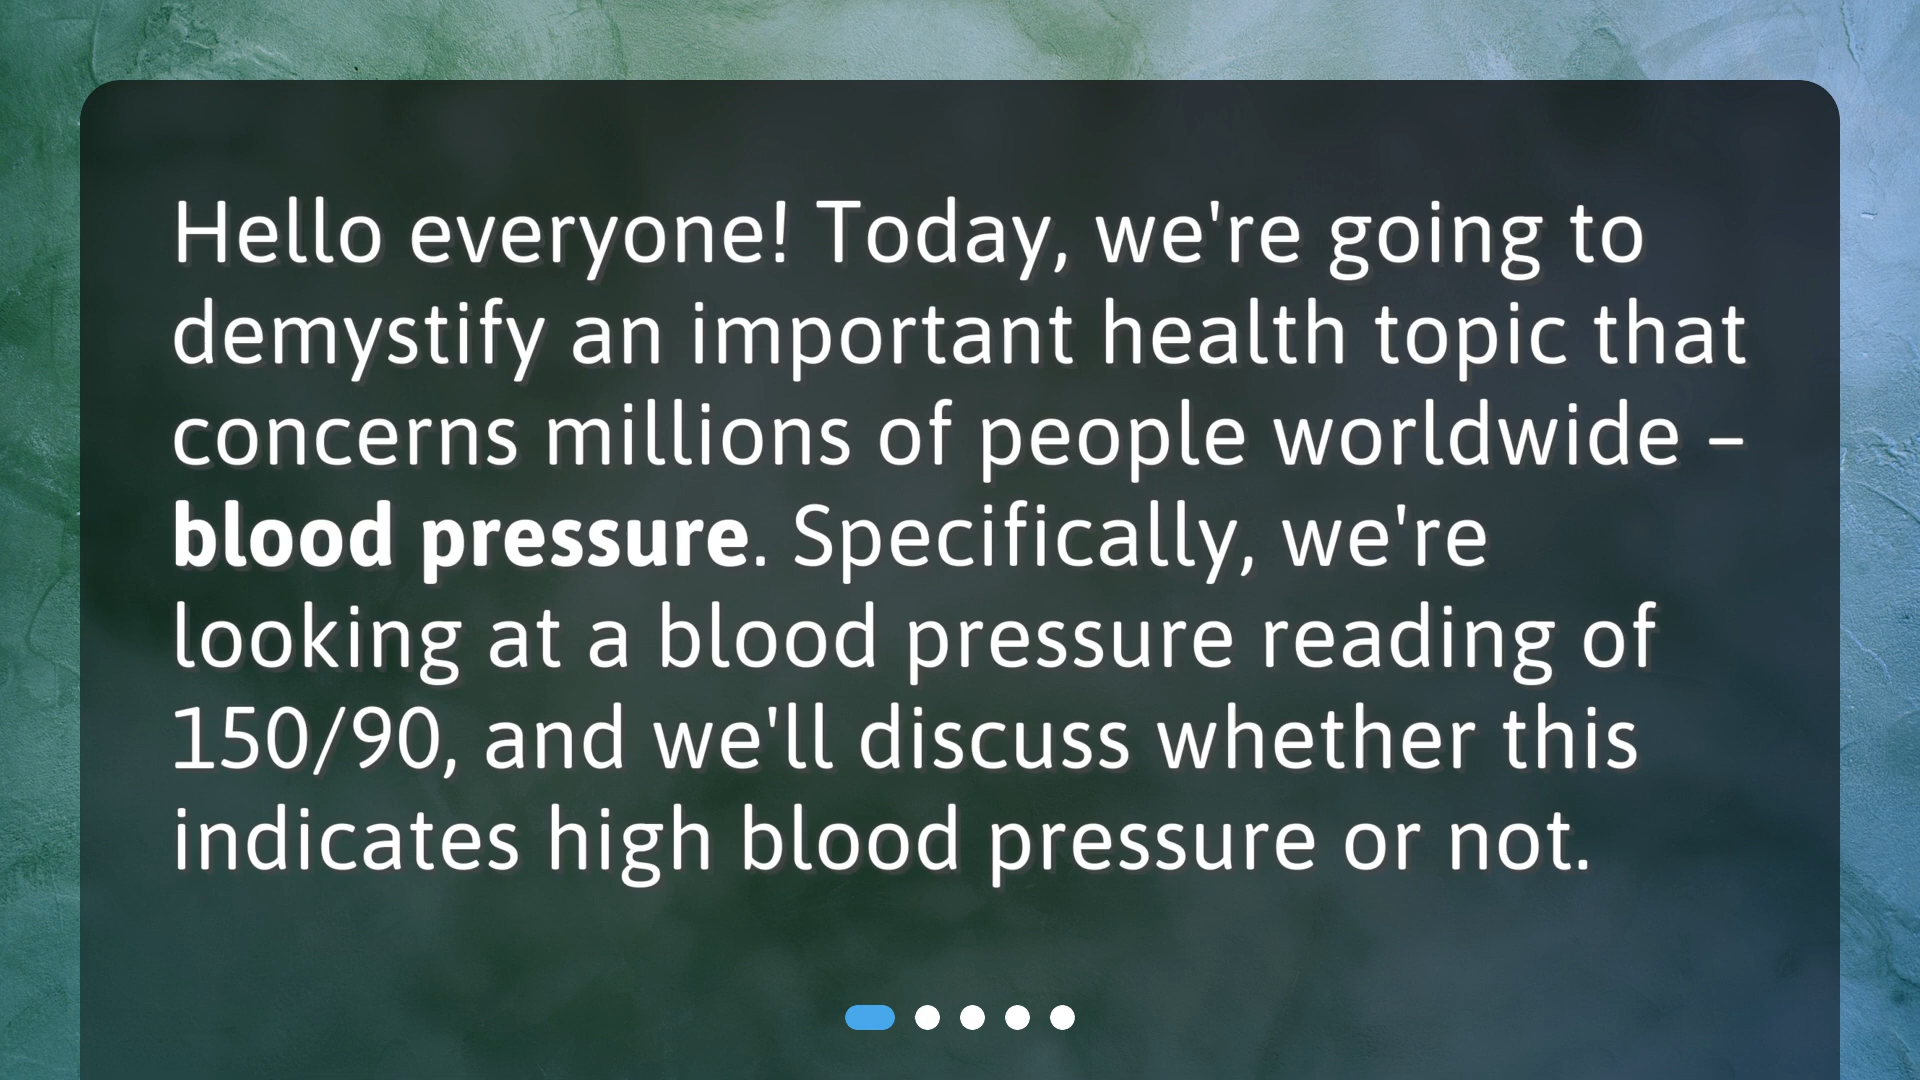 Hello everyone! Today, we're going to
demystify an important health topic that
concerns millions of people worldwide –
blood pressure. Specifically, we're
looking at a blood pressure reading of
150/90, and we'll discuss whether this
indicates high blood pressure or not.